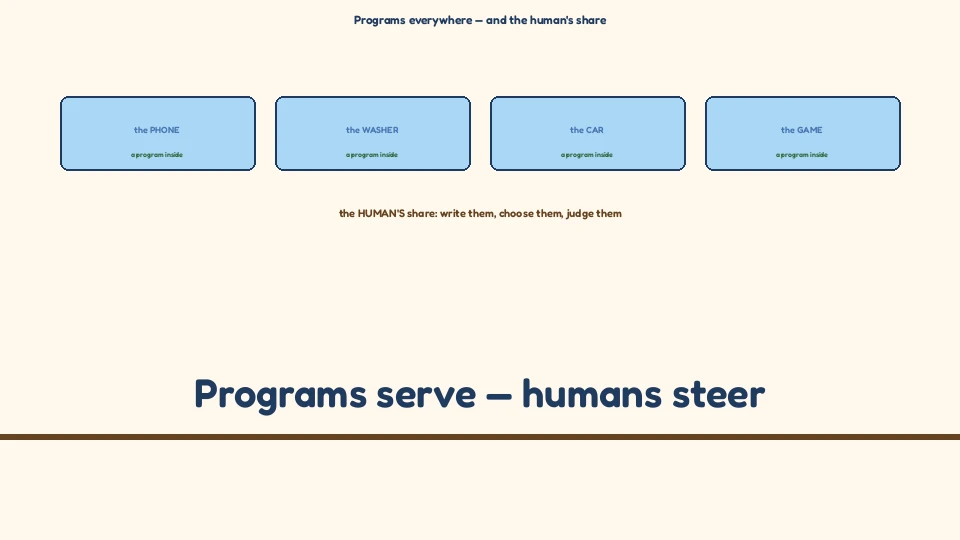 Programs everywhere — and the human's share
the PHONE
a program inside
the WASHER
a program inside
the CAR
a program inside
the GAME
a program inside
the HUMAN'S share: write them, choose them, judge them
Programs serve — humans steer